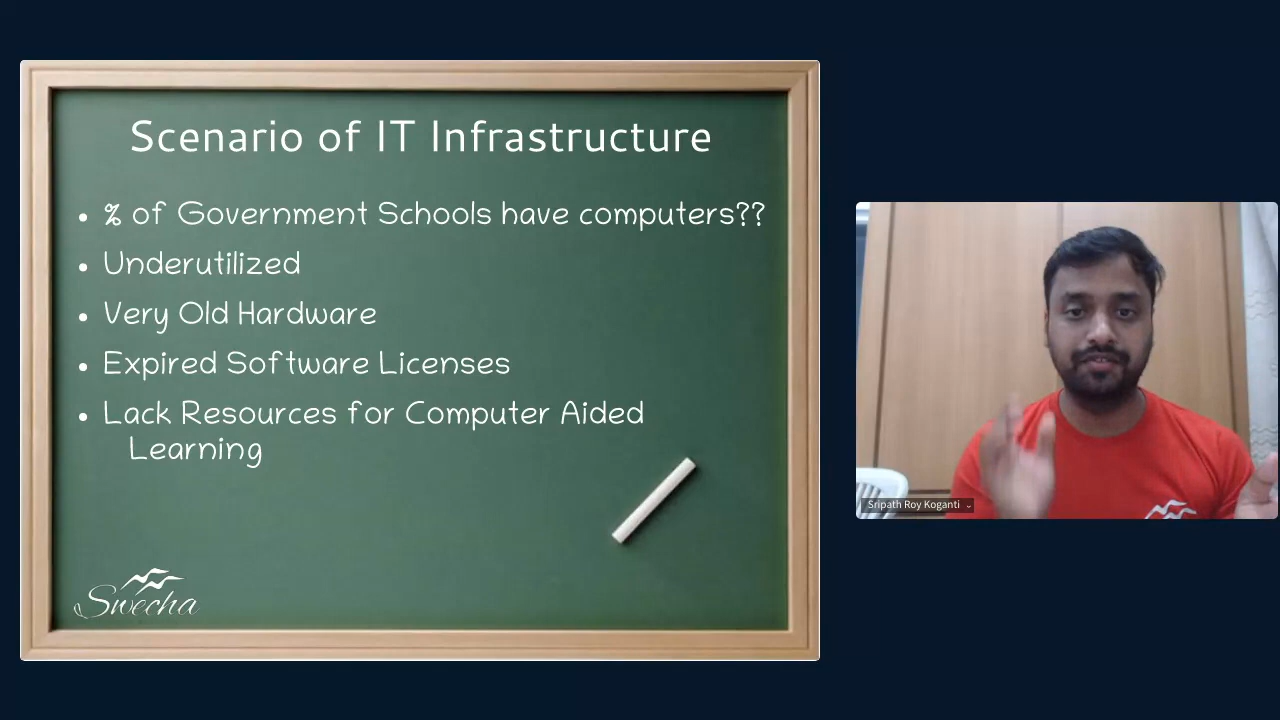 Scenario of IT Infrastructure
% of Government Schools have computers??
Underutilized
Very Old Hardware
Expired Software Licenses
Lack Resources for Computer Aided
Learning
Swecha
Sripath Roy Koganti